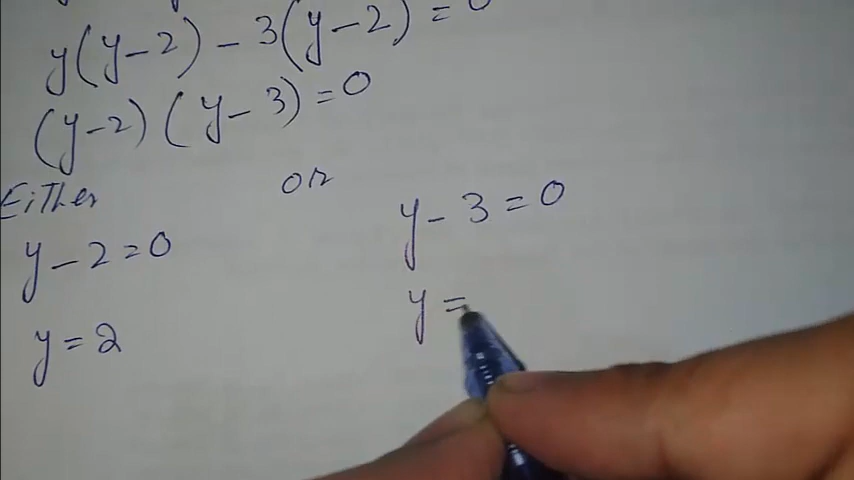 y(y-2) - 3(y-2) = 0
(y-2) (y-3) = 0
Either or
y-2=0 y-3=0
y=2 y=